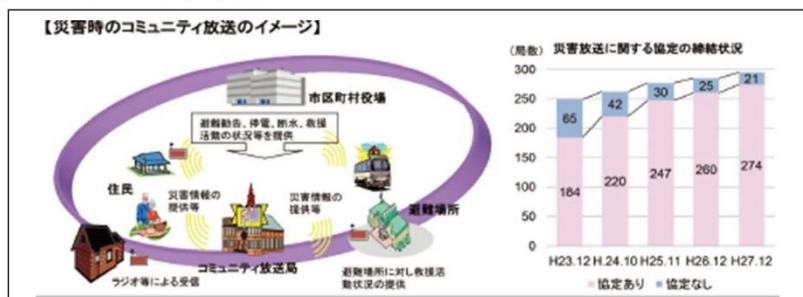 【災害時のコミュニティ放送のイメージ】
市区町村役場
避難勧告、停電、断水、救援
活動の状況等を提供
住民
災害情報の
提供等
災害情報の
提供等
避難場所
コミュニティ放送局
ラジオ等による受信
避難場所に対し救援活
動状況の提供
(局数)
災害放送に関する協定の締結状況
300
250
200
150
100
50
0
65
42
30
25
21
184
220
247
260
274
H23.12
H.24.10
H25.11
H26.12
H27.12
協定あり
協定なし